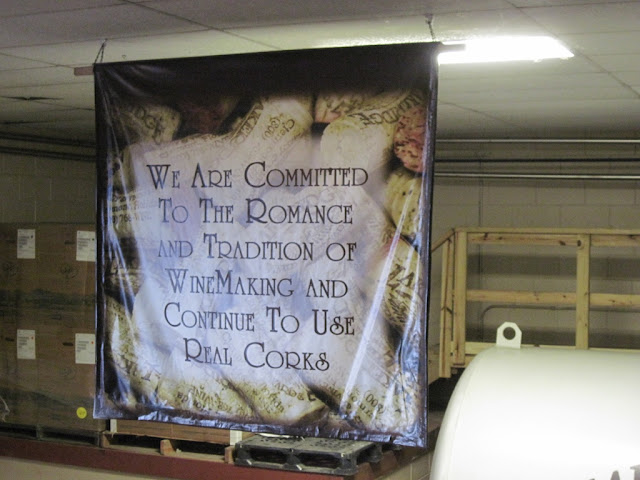 We Are Committed
To The Romance
and Tradition of
WineMaking and
Continue To Use
Real Corks